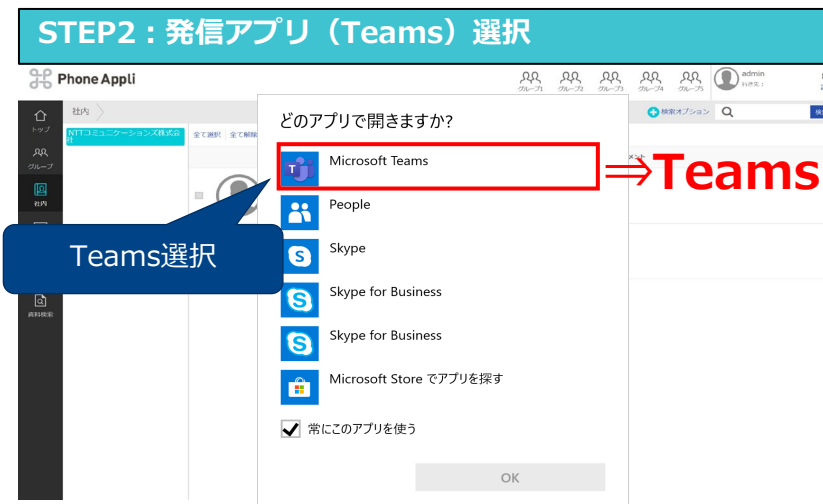 STEP2：発信アプリ（Teams）選択
Phone Appli
グループ1 グループ2 グループ3 グループ4 グループ5 admin
社内
検索オプション
トップ
NTTコミュニケーションズ株式会社
全て選択 全て解除
グループ
社内
資料検索
どのアプリで開きますか?
Microsoft Teams
⇒Teams
People
Skype
Skype for Business
Skype for Business
Microsoft Store でアプリを探す
常にこのアプリを使う
OK
Teams選択